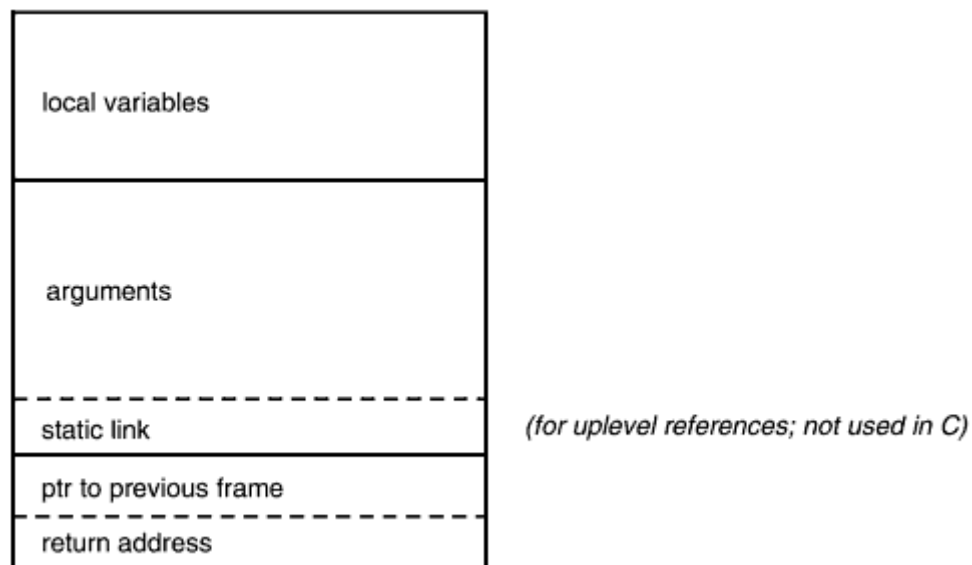 local variables
arguments
static link
(for uplevel references; not used in C)
ptr to previous frame
return address